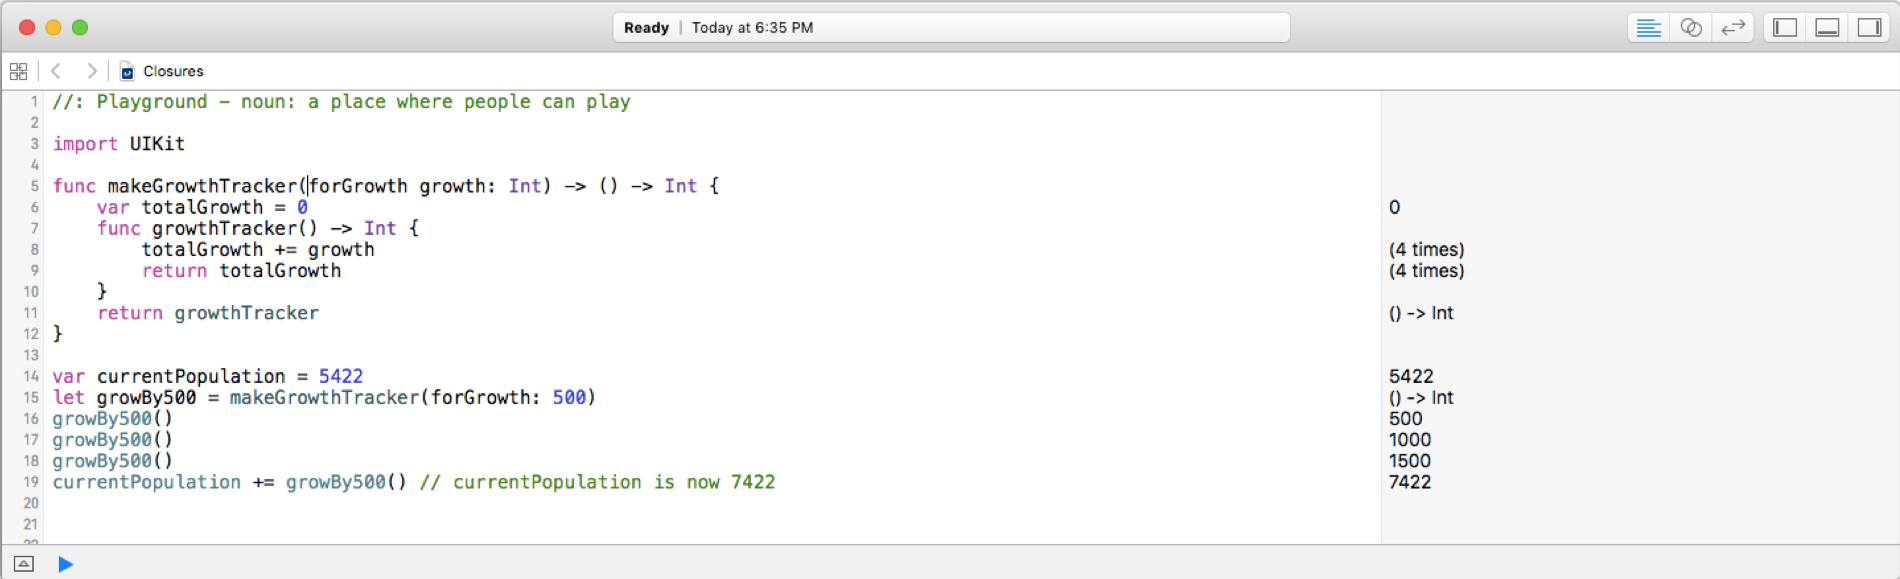 Ready | Today at 6:35 PM
Closures
1 //: Playground - noun: a place where people can play
2
3 import UIKit
4
5 func makeGrowthTracker(forGrowth growth: Int) -> () -> Int {
6 var totalGrowth = 0 0
7 func growthTracker() -> Int {
8 totalGrowth += growth (4 times)
9 return totalGrowth (4 times)
10 }
11 return growthTracker () -> Int
12 }
13
14 var currentPopulation = 5422 5422
15 let growBy500 = makeGrowthTracker(forGrowth: 500) () -> Int
16 growBy500() 500
17 growBy500() 1000
18 growBy500() 1500
19 currentPopulation += growBy500() // currentPopulation is now 7422 7422
20
21